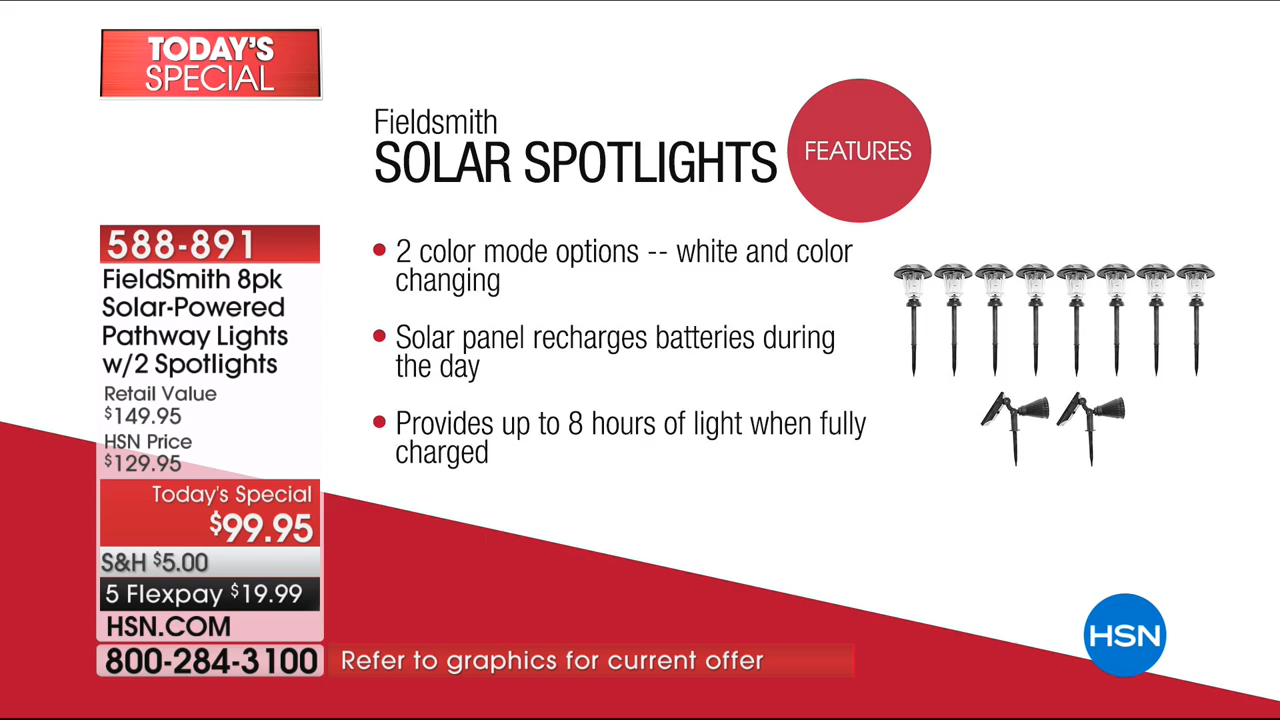 TODAY'S
SPECIAL
Fieldsmith
SOLAR SPOTLIGHTS
FEATURES
588-891
FieldSmith 8pk
Solar-Powered
Pathway Lights
w/2 Spotlights
Retail Value
$149.95
HSN Price
$129.95
Today's Special
$99.95
S&H $5.00
5 Flexpay $19.99
HSN.COM
800-284-3100
• 2 color mode options -- white and color
changing
• Solar panel recharges batteries during
the day
• Provides up to 8 hours of light when fully
charged
HSN
Refer to graphics for current offer